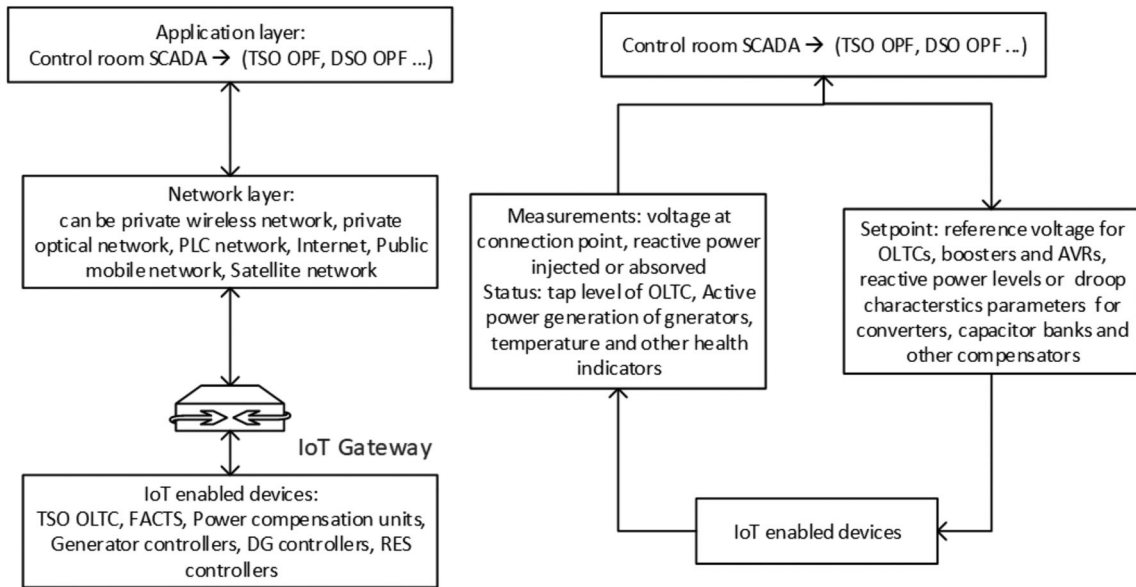 Application layer:
Control room SCADA → (TSO OPF, DSO OPF ...)
Network layer:
can be private wireless network, private
optical network, PLC network, Internet, Public
mobile network, Satellite network
IoT Gateway
IoT enabled devices:
TSO OLTC, FACTS, Power compensation units,
Generator controllers, DG controllers, RES
controllers
Control room SCADA → (TSO OPF, DSO OPF ...)
Measurements: voltage at
connection point, reactive power
injected or absorved
Status: tap level of OLTC, Active
power generation of gnerators,
temperature and other health
indicators
Setpoint: reference voltage for
OLTCs, boosters and AVRs,
reactive power levels or droop
characterstics parameters for
converters, capacitor banks and
other compensators
IoT enabled devices